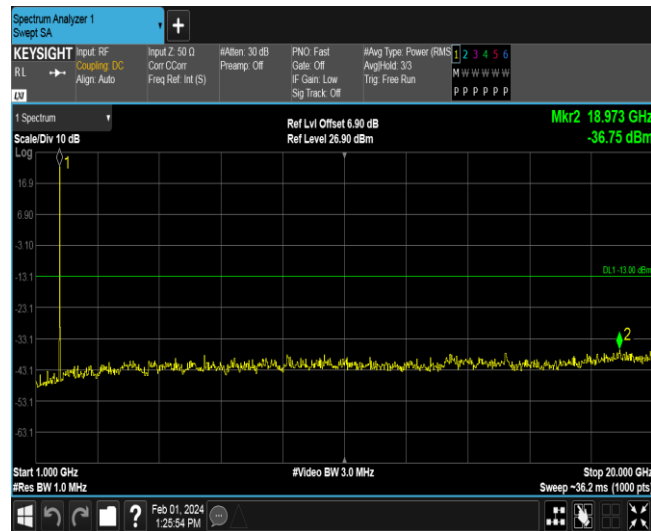 Spectrum Analyzer 1
Swept SA
KEYSIGHT
RL
LXI
Input: RF
Coupling: DC
Align: Auto
Input Z: 50 Ω
Corr CCorr
Freq Ref: Int (S)
#Atten: 30 dB
Preamp: Off
PNO: Fast
Gate: Off
IF Gain: Low
Sig Track: Off
#Avg Type: Power (RMS
Avg|Hold: 3/3
Trig: Free Run
1 2 3 4 5 6
M W W W W W
P P P P P P
1 Spectrum
Scale/Div 10 dB
Log
Ref Lvl Offset 6.90 dB
Ref Level 26.90 dBm
Mkr2 18.973 GHz
-36.75 dBm
1
16.9
6.90
-3.10
-13.1
DL1 -13.00 dBm
-23.1
-33.1
2
-43.1
-53.1
-63.1
Start 1.000 GHz
#Res BW 1.0 MHz
#Video BW 3.0 MHz
Stop 20.000 GHz
Sweep ~36.2 ms (1000 pts)
?
Feb 01, 2024
1:25:54 PM